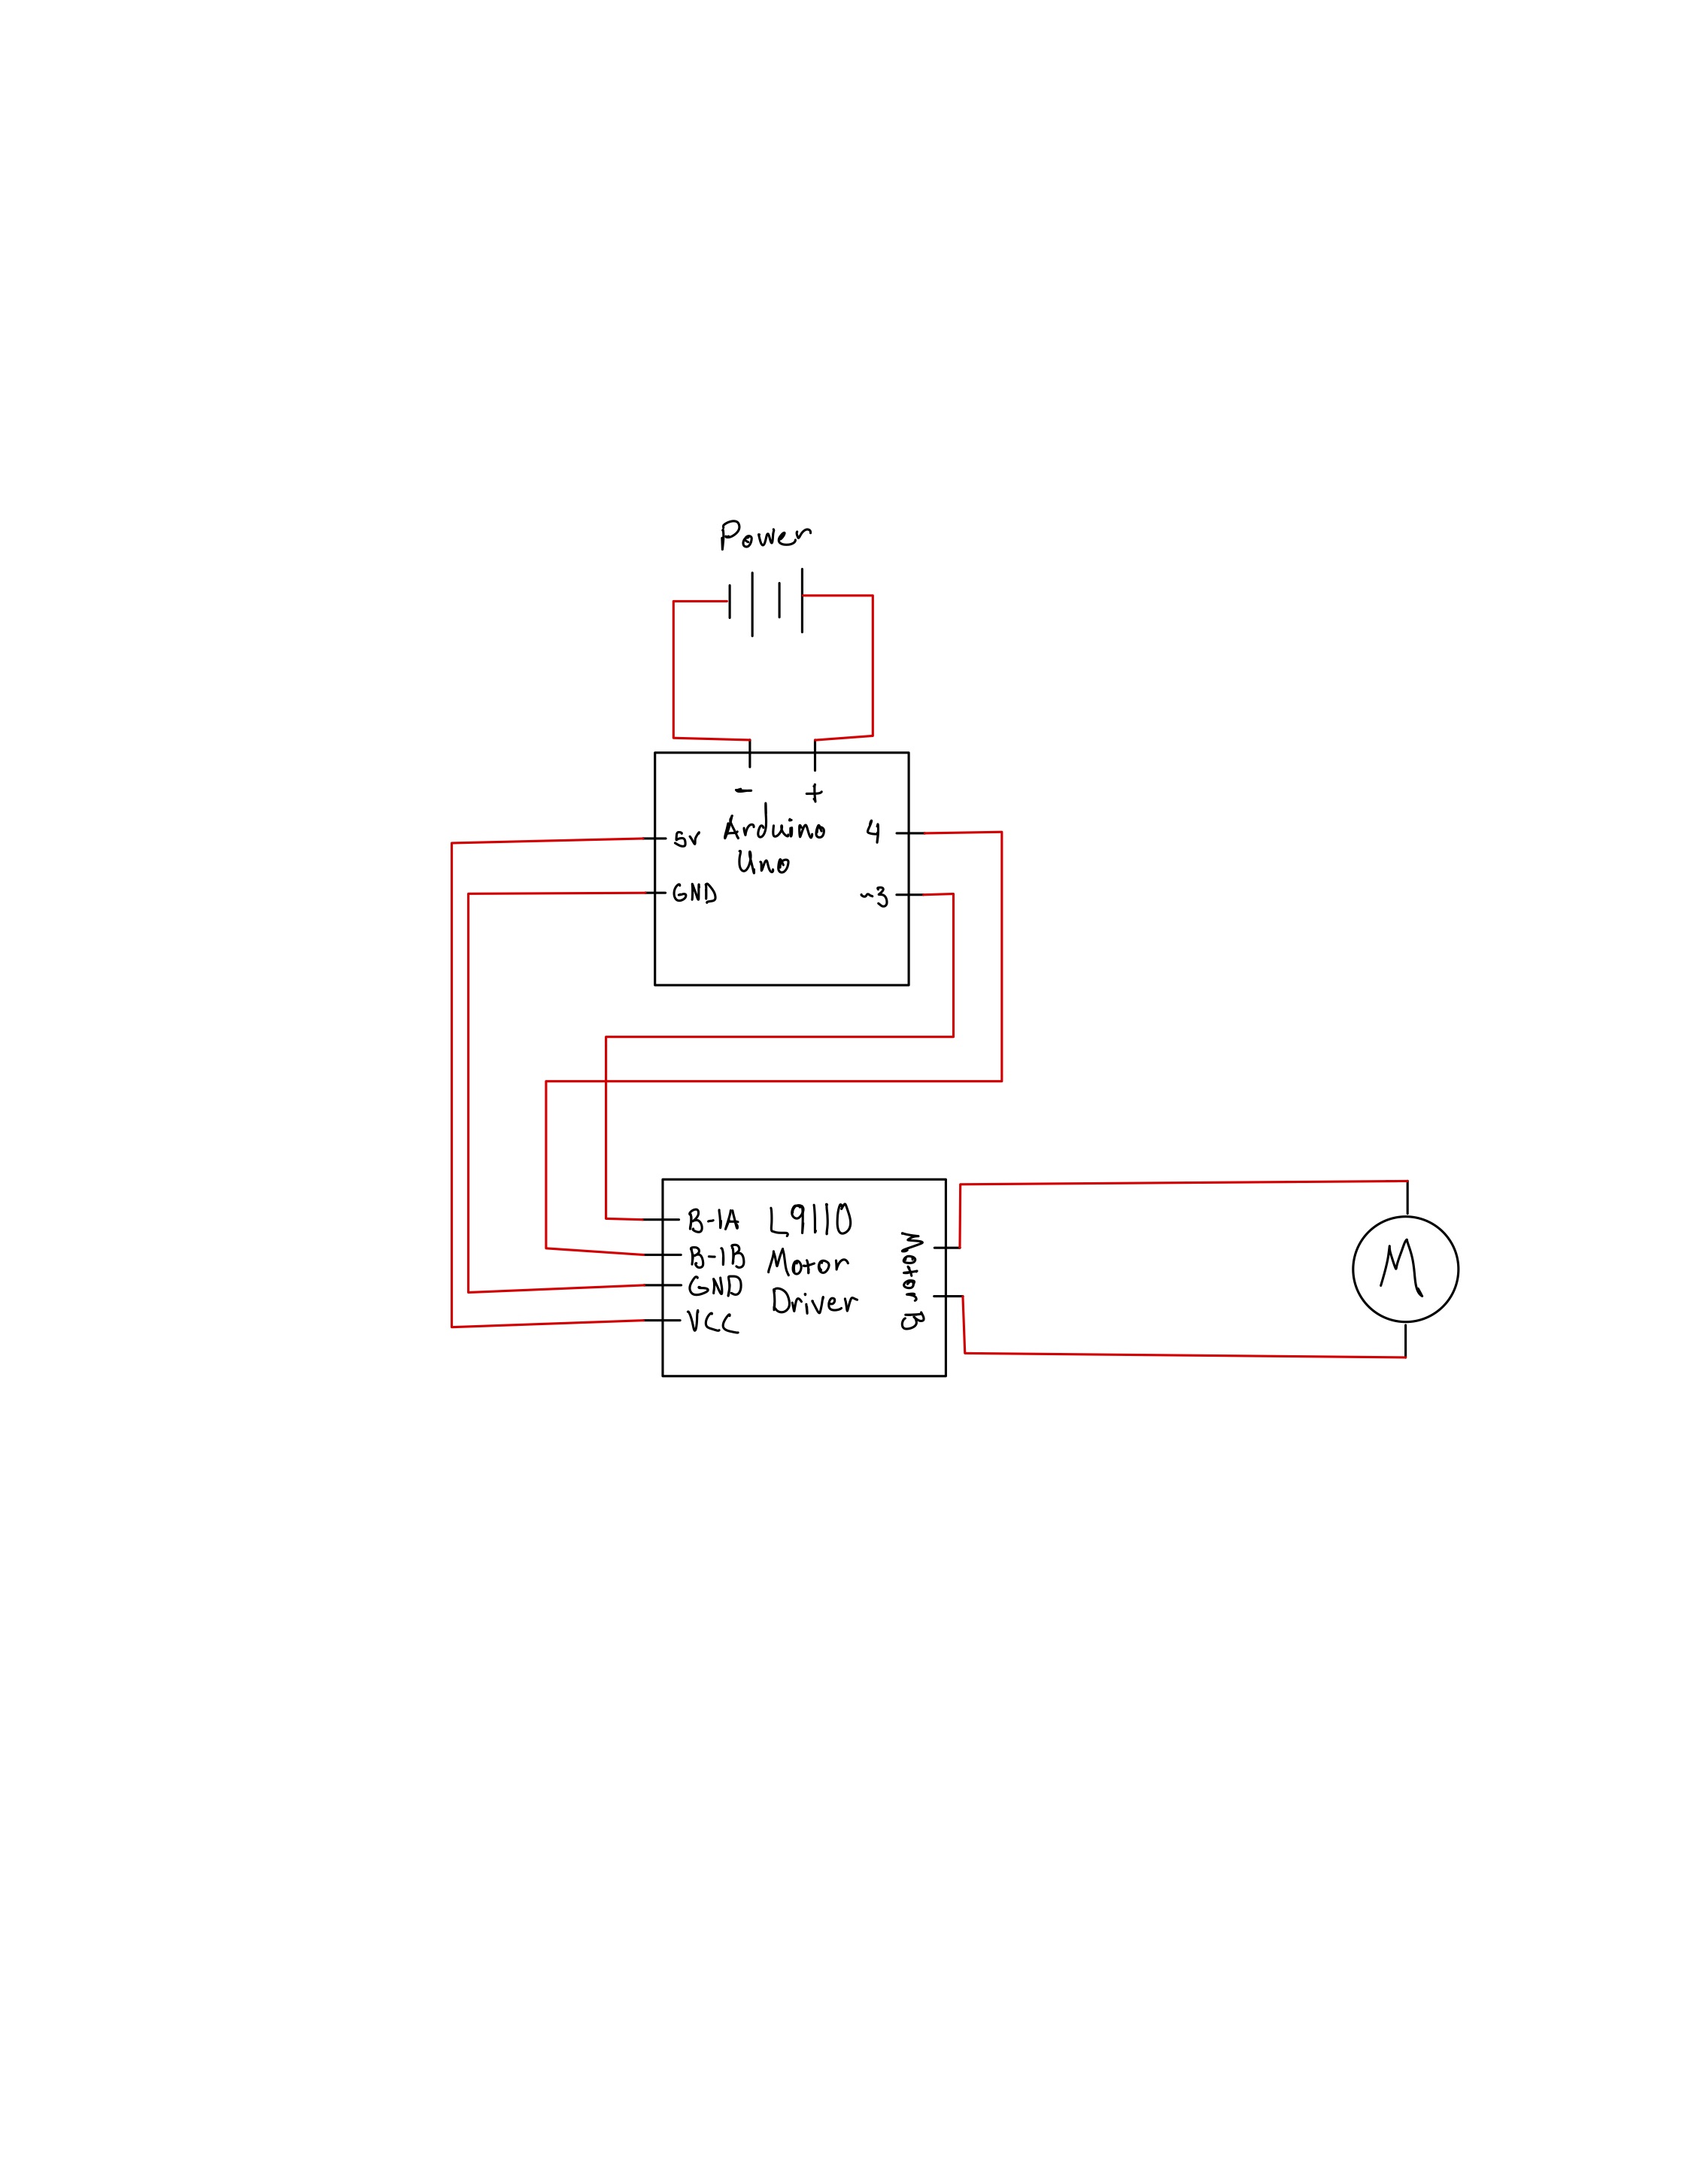 Power
- +
5v Arduino 4
Uno
GND ~3
B-1A L9110
B-1B Motor
GND Driver
VCC
Motor B
M